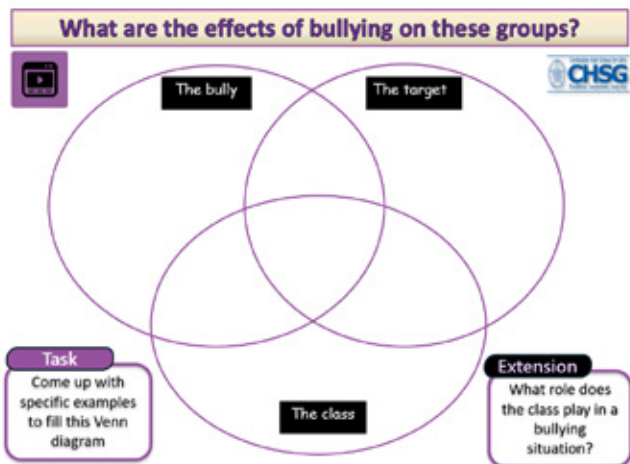 What are the effects of bullying on these groups?
The bully
The target
CHSG
Task
Come up with
specific examples
to fill this Venn
diagram
The class
Extension
What role does
the class play in a
bullying
situation?